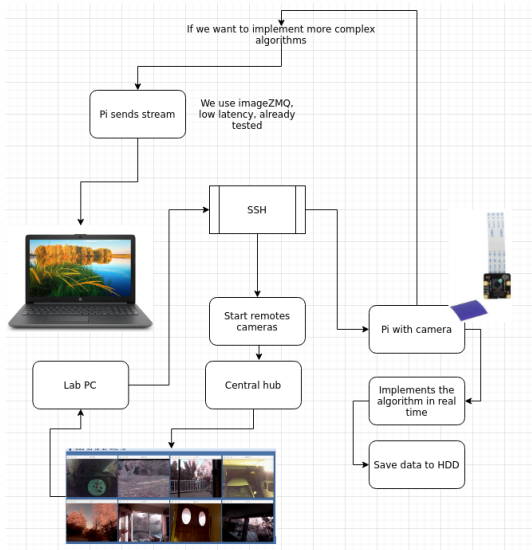 If we want to implement more complex
algorithms
Pi sends stream
We use imageZMQ,
low latency, already
tested
SSH
Start remotes
cameras
Pi with camera
Lab PC
Central hub
Implements the
algorithm in real
time
Save data to HDD